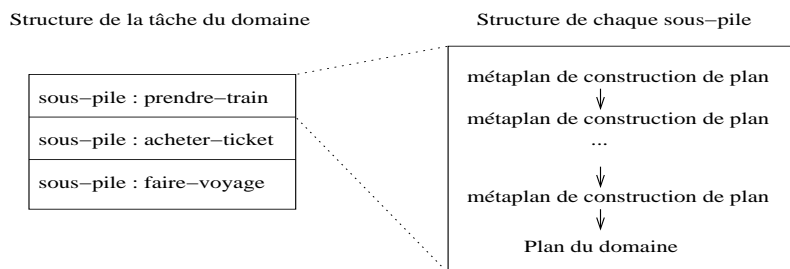 Structure de la tâche du domaine
sous−pile : prendre−train
sous−pile : acheter−ticket
sous−pile : faire−voyage
Structure de chaque sous−pile
métaplan de construction de plan
métaplan de construction de plan
...
métaplan de construction de plan
Plan du domaine